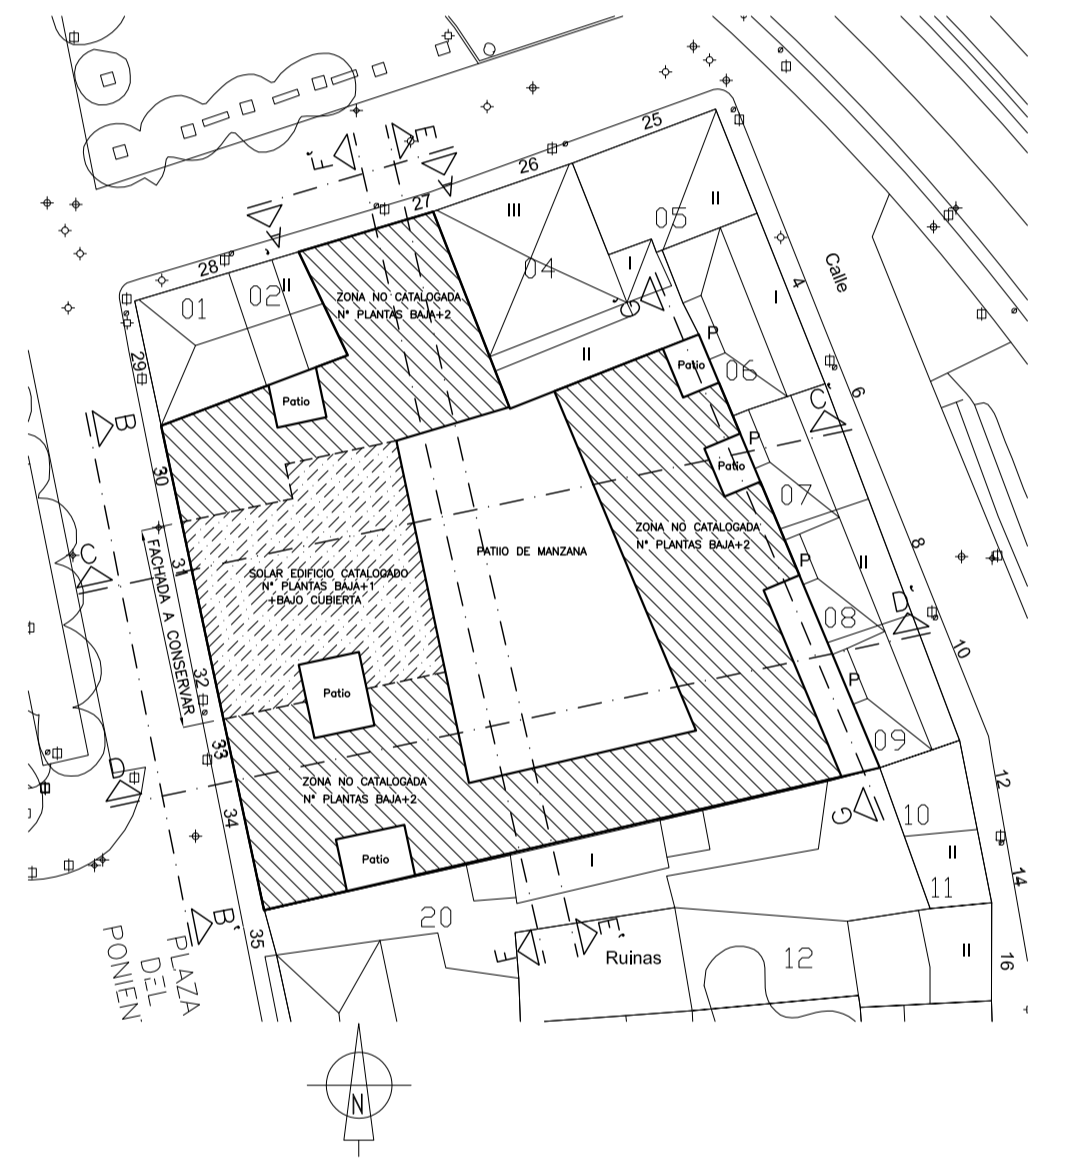 25
26
27
28
29
E'
E
A
A'
III
II
05
04
I
II
01
02
II
ZONA NO CATALOGADA
Nº PLANTAS BAJA+2
Calle
4
I
G'
P
II
Patio
06
6
C'
Patio
B
30
P
Patio
07
ZONA NO CATALOGADA
Nº PLANTAS BAJA+2
PATIIO DE MANZANA
8
C
FACHADA A CONSERVAR
31
SOLAR EDIFICIO CATALOGADO
Nº PLANTAS BAJA+1
+BAJO CUBIERTA
P
II
D'
08
10
32
Patio
P
33
09
D
ZONA NO CATALOGADA
Nº PLANTAS BAJA+2
12
34
G
10
Patio
I
II
14
11
20
B'
35
PLAZA
DEL
PONIEN
E'
Ruinas
12
II
16
N